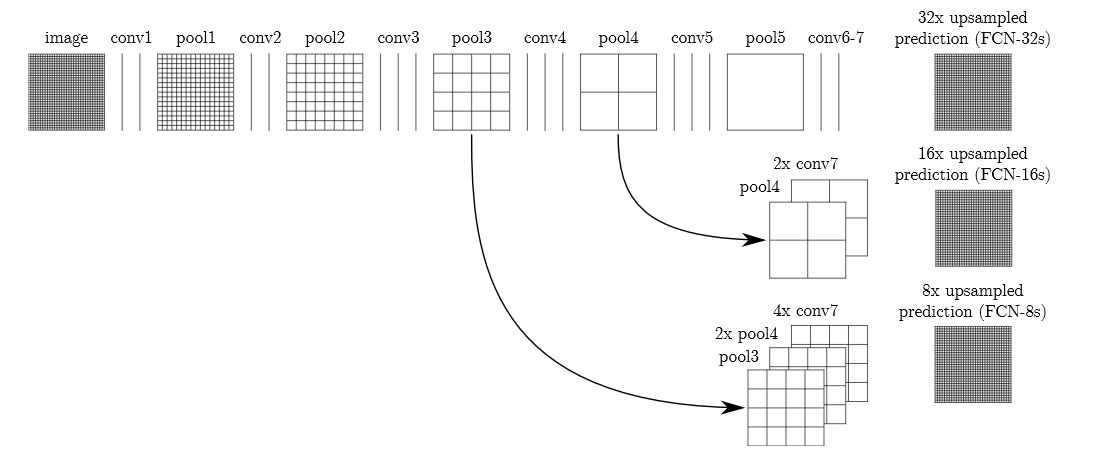 image conv1 pool1 conv2 pool2 conv3 pool3 conv4 pool4 conv5 pool5 conv6-7
32x upsampled
prediction (FCN-32s)
2x conv7
pool4
16x upsampled
prediction (FCN-16s)
4x conv7
2x pool4
pool3
8x upsampled
prediction (FCN-8s)